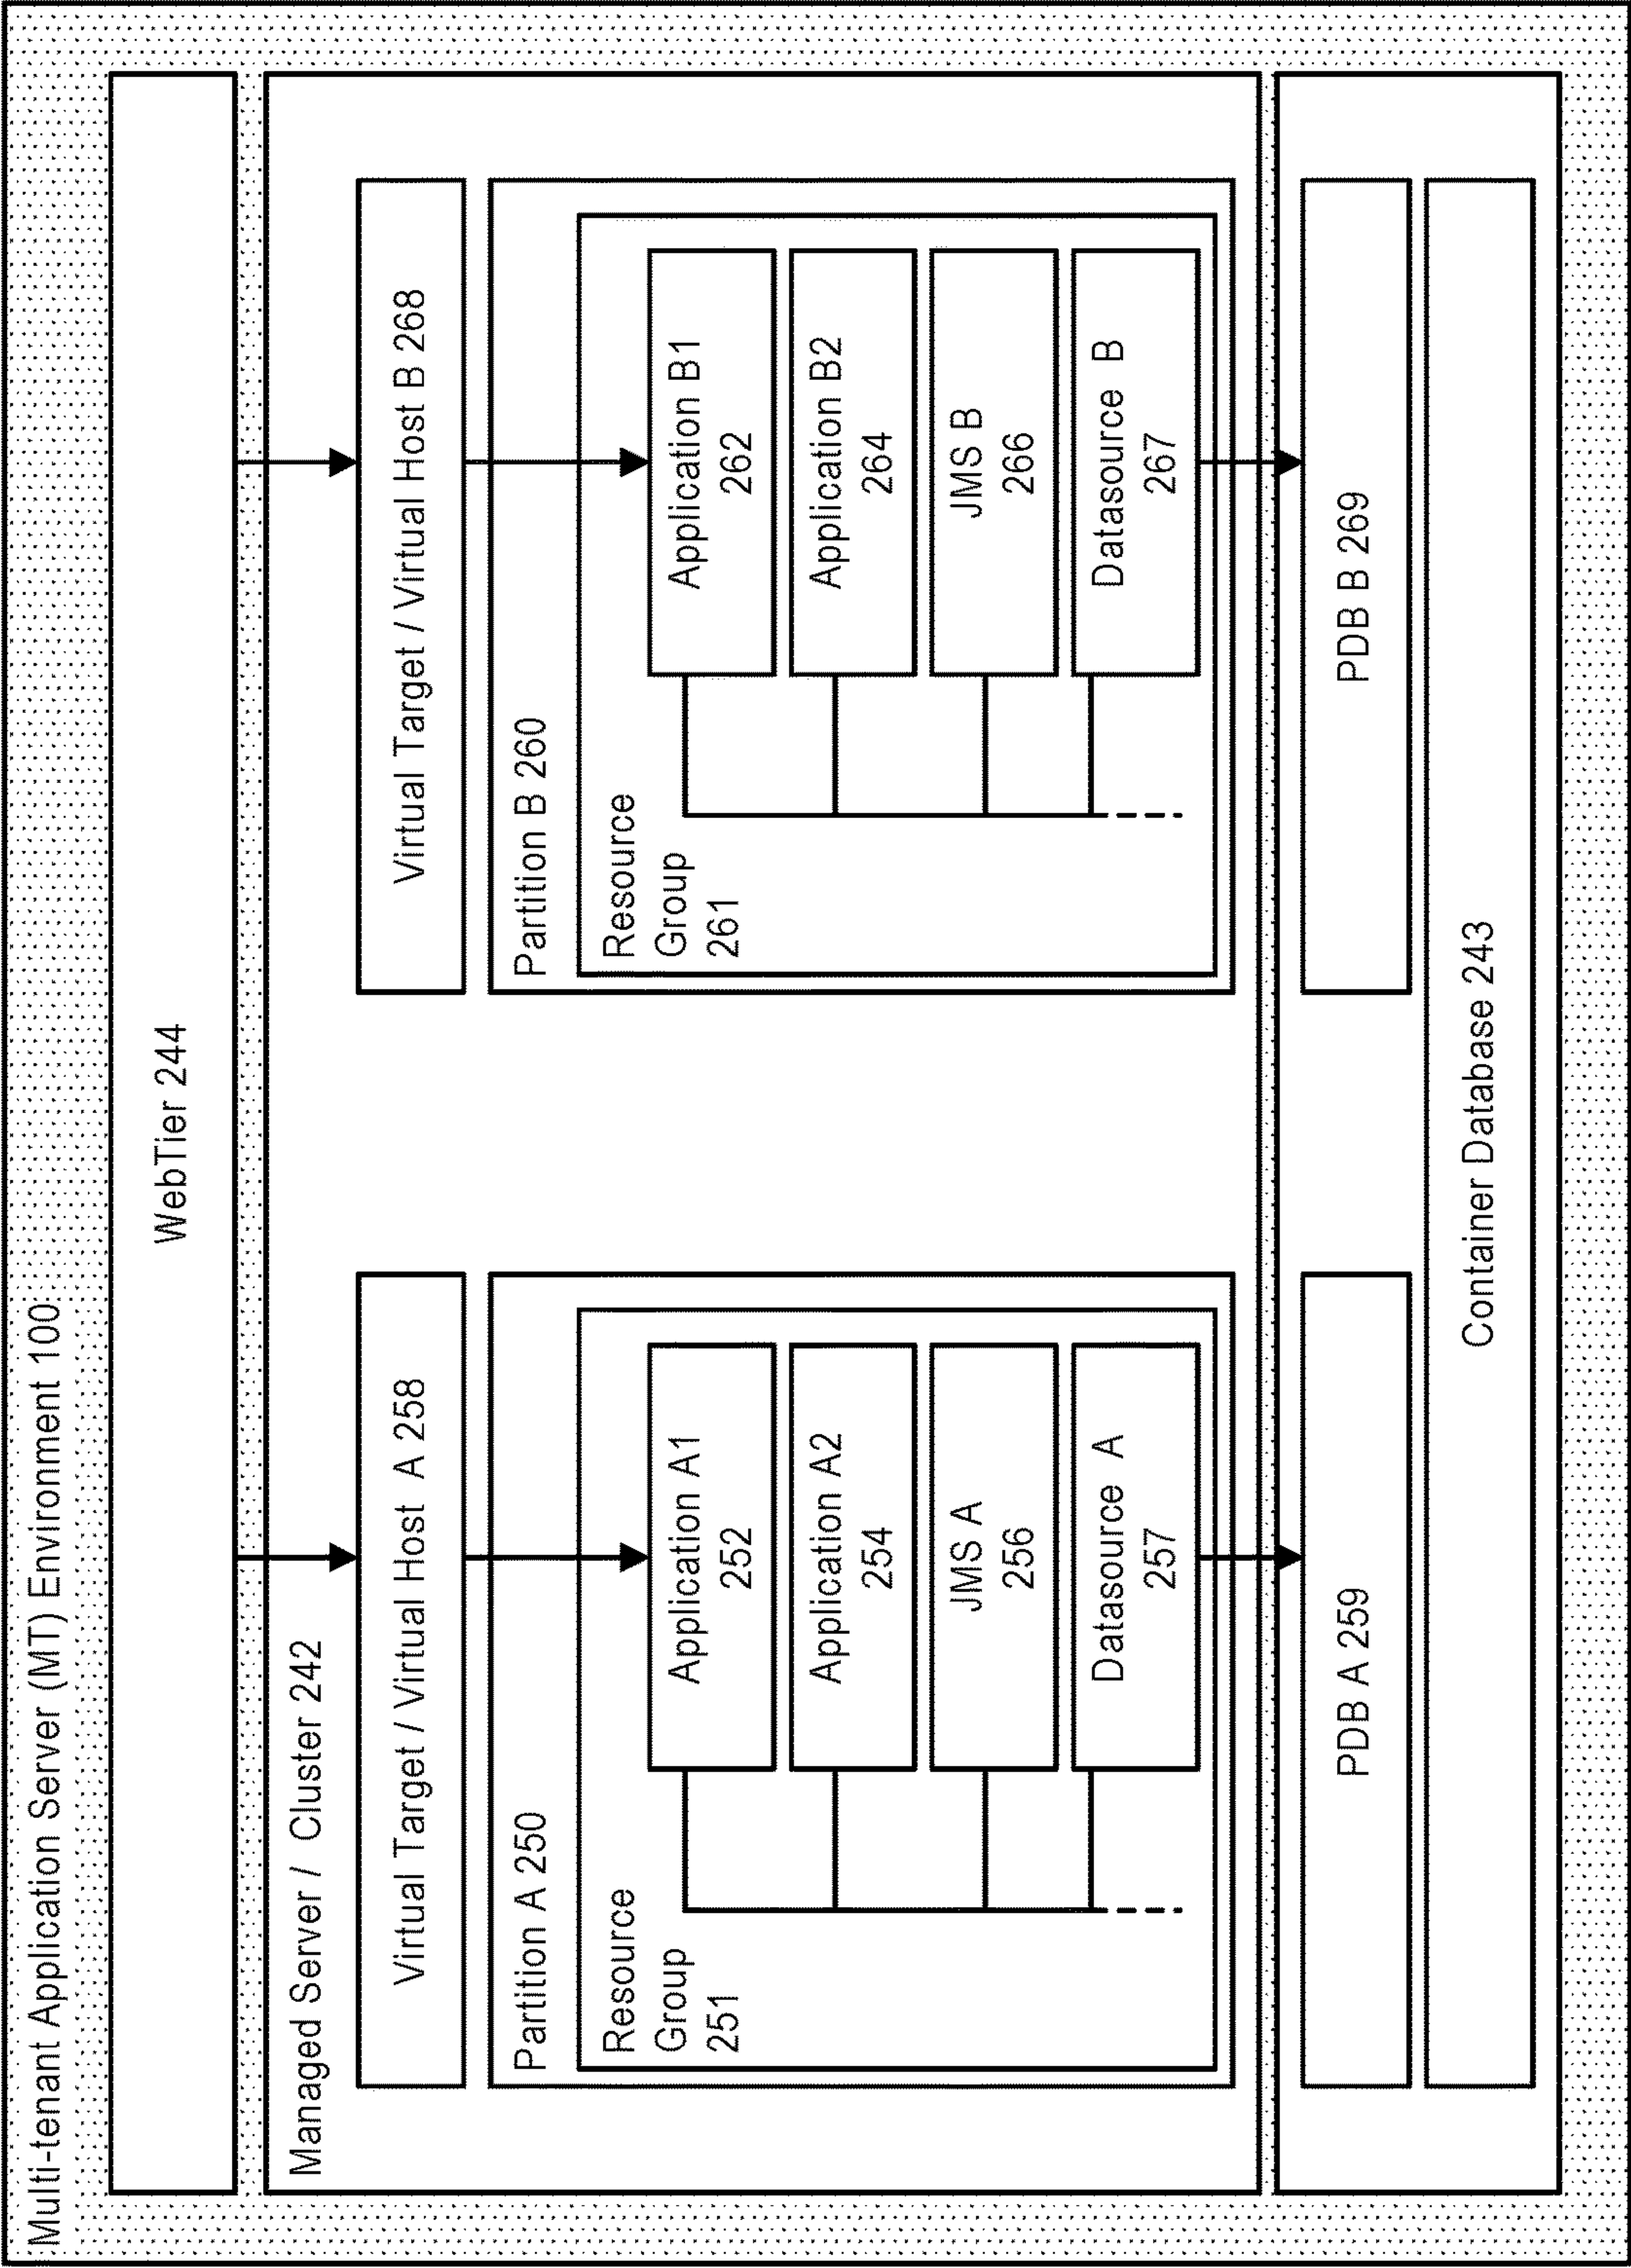 Multi-tenant Application Server (MT) Environment 100
WebTier 244
Managed Server / Cluster 242
Virtual Target / Virtual Host A 258
Partition A 250
Resource
Group
251
Application A1
252
Application A2
254
JMS A
256
Datasource A
257
Virtual Target / Virtual Host B 268
Partition B 260
Resource
Group
261
Application B1
262
Application B2
264
JMS B
266
Datasource B
267
PDB A 259
PDB B 269
Container Database 243